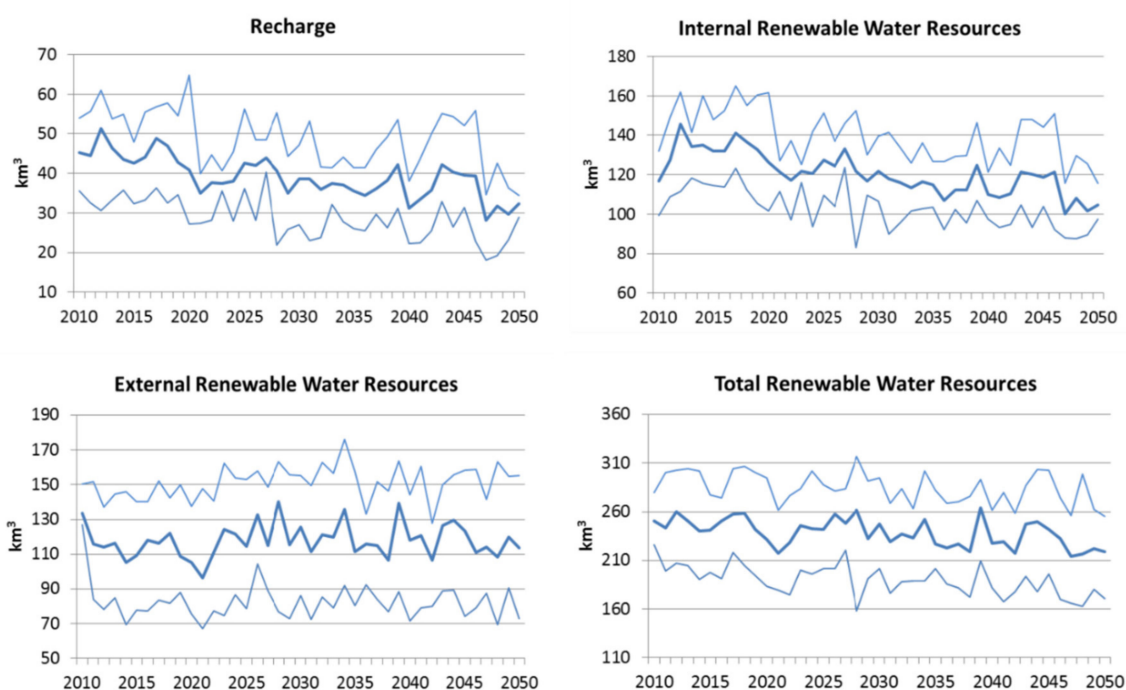 Recharge
70
60
50
40
30
20
10
km³
2010 2015 2020 2025 2030 2035 2040 2045 2050
Internal Renewable Water Resources
180
160
140
120
100
80
60
km³
2010 2015 2020 2025 2030 2035 2040 2045 2050
External Renewable Water Resources
190
170
150
130
110
90
70
50
km³
2010 2015 2020 2025 2030 2035 2040 2045 2050
Total Renewable Water Resources
360
310
260
210
160
110
km³
2010 2015 2020 2025 2030 2035 2040 2045 2050